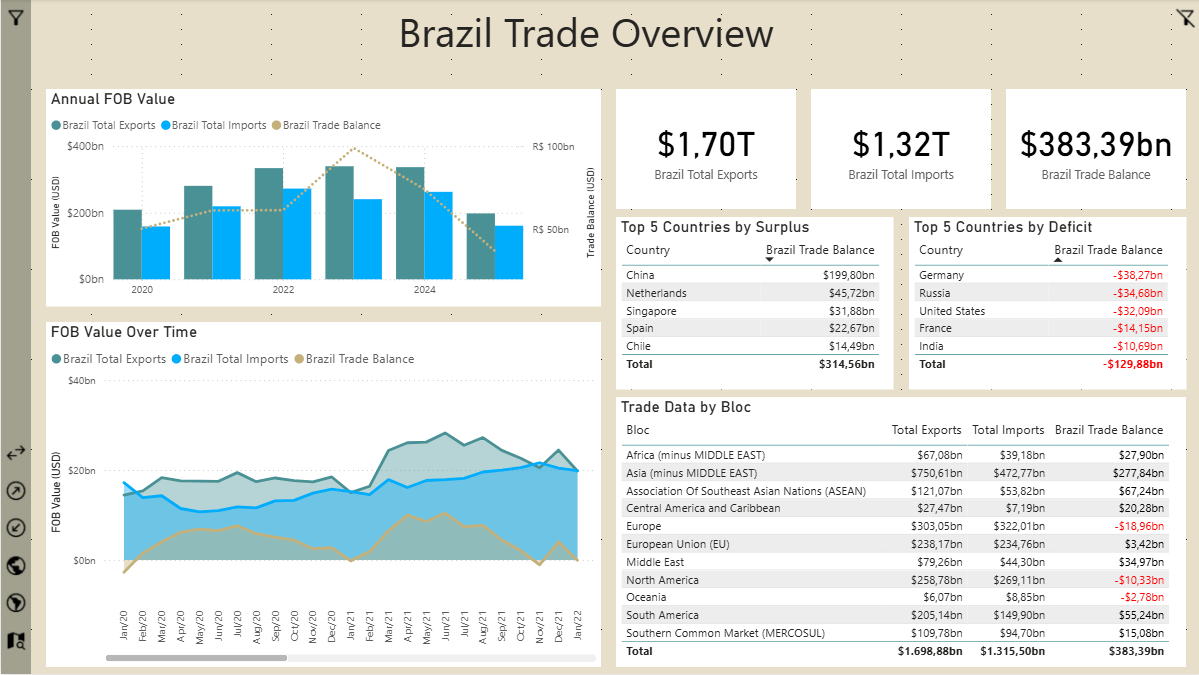 Brazil Trade Overview
Annual FOB Value
Brazil Total Exports Brazil Total Imports Brazil Trade Balance
$400bn
$200bn
$0bn
FOB Value (USD)
R$ 100bn
R$ 50bn
Trade Balance (USD)
2020 2022 2024
$1,70T
Brazil Total Exports
$1,32T
Brazil Total Imports
$383,39bn
Brazil Trade Balance
Top 5 Countries by Surplus
Country Brazil Trade Balance
China $199,80bn
Netherlands $45,72bn
Singapore $31,88bn
Spain $22,67bn
Chile $14,49bn
Total $314,56bn
Top 5 Countries by Deficit
Country Brazil Trade Balance
Germany -$38,27bn
Russia -$34,68bn
United States -$32,09bn
France -$14,15bn
India -$10,69bn
Total -$129,88bn
FOB Value Over Time
Brazil Total Exports Brazil Total Imports Brazil Trade Balance
$40bn
$20bn
$0bn
FOB Value (USD)
Jan/20 Feb/20 Mar/20 Apr/20 May/20 Jun/20 Jul/20 Aug/20 Sep/20 Oct/20 Nov/20 Dec/20 Jan/21 Feb/21 Mar/21 Apr/21 May/21 Jun/21 Jul/21 Aug/21 Sep/21 Oct/21 Nov/21 Dec/21 Jan/22
Trade Data by Bloc
Bloc Total Exports Total Imports Brazil Trade Balance
Africa (minus MIDDLE EAST) $67,08bn $39,18bn $27,90bn
Asia (minus MIDDLE EAST) $750,61bn $472,77bn $277,84bn
Association Of Southeast Asian Nations (ASEAN) $121,07bn $53,82bn $67,24bn
Central America and Caribbean $27,47bn $7,19bn $20,28bn
Europe $303,05bn $322,01bn -$18,96bn
European Union (EU) $238,17bn $234,76bn $3,42bn
Middle East $79,26bn $44,30bn $34,97bn
North America $258,78bn $269,11bn -$10,33bn
Oceania $6,07bn $8,85bn -$2,78bn
South America $205,14bn $149,90bn $55,24bn
Southern Common Market (MERCOSUL) $109,78bn $94,70bn $15,08bn
Total $1.698,88bn $1.315,50bn $383,39bn